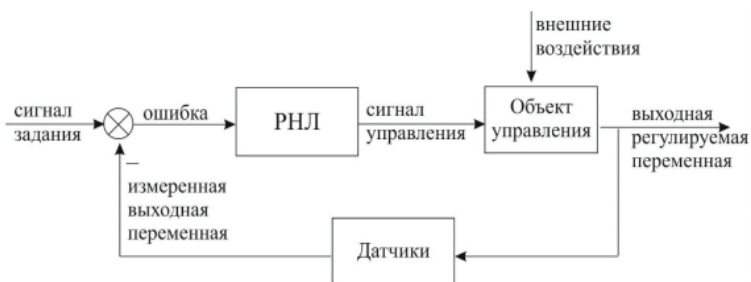 внешние
воздействия
сигнал
задания
ошибка
РНЛ
сигнал
управления
Объект
управления
выходная
регулируемая
переменная
–
измеренная
выходная
переменная
Датчики